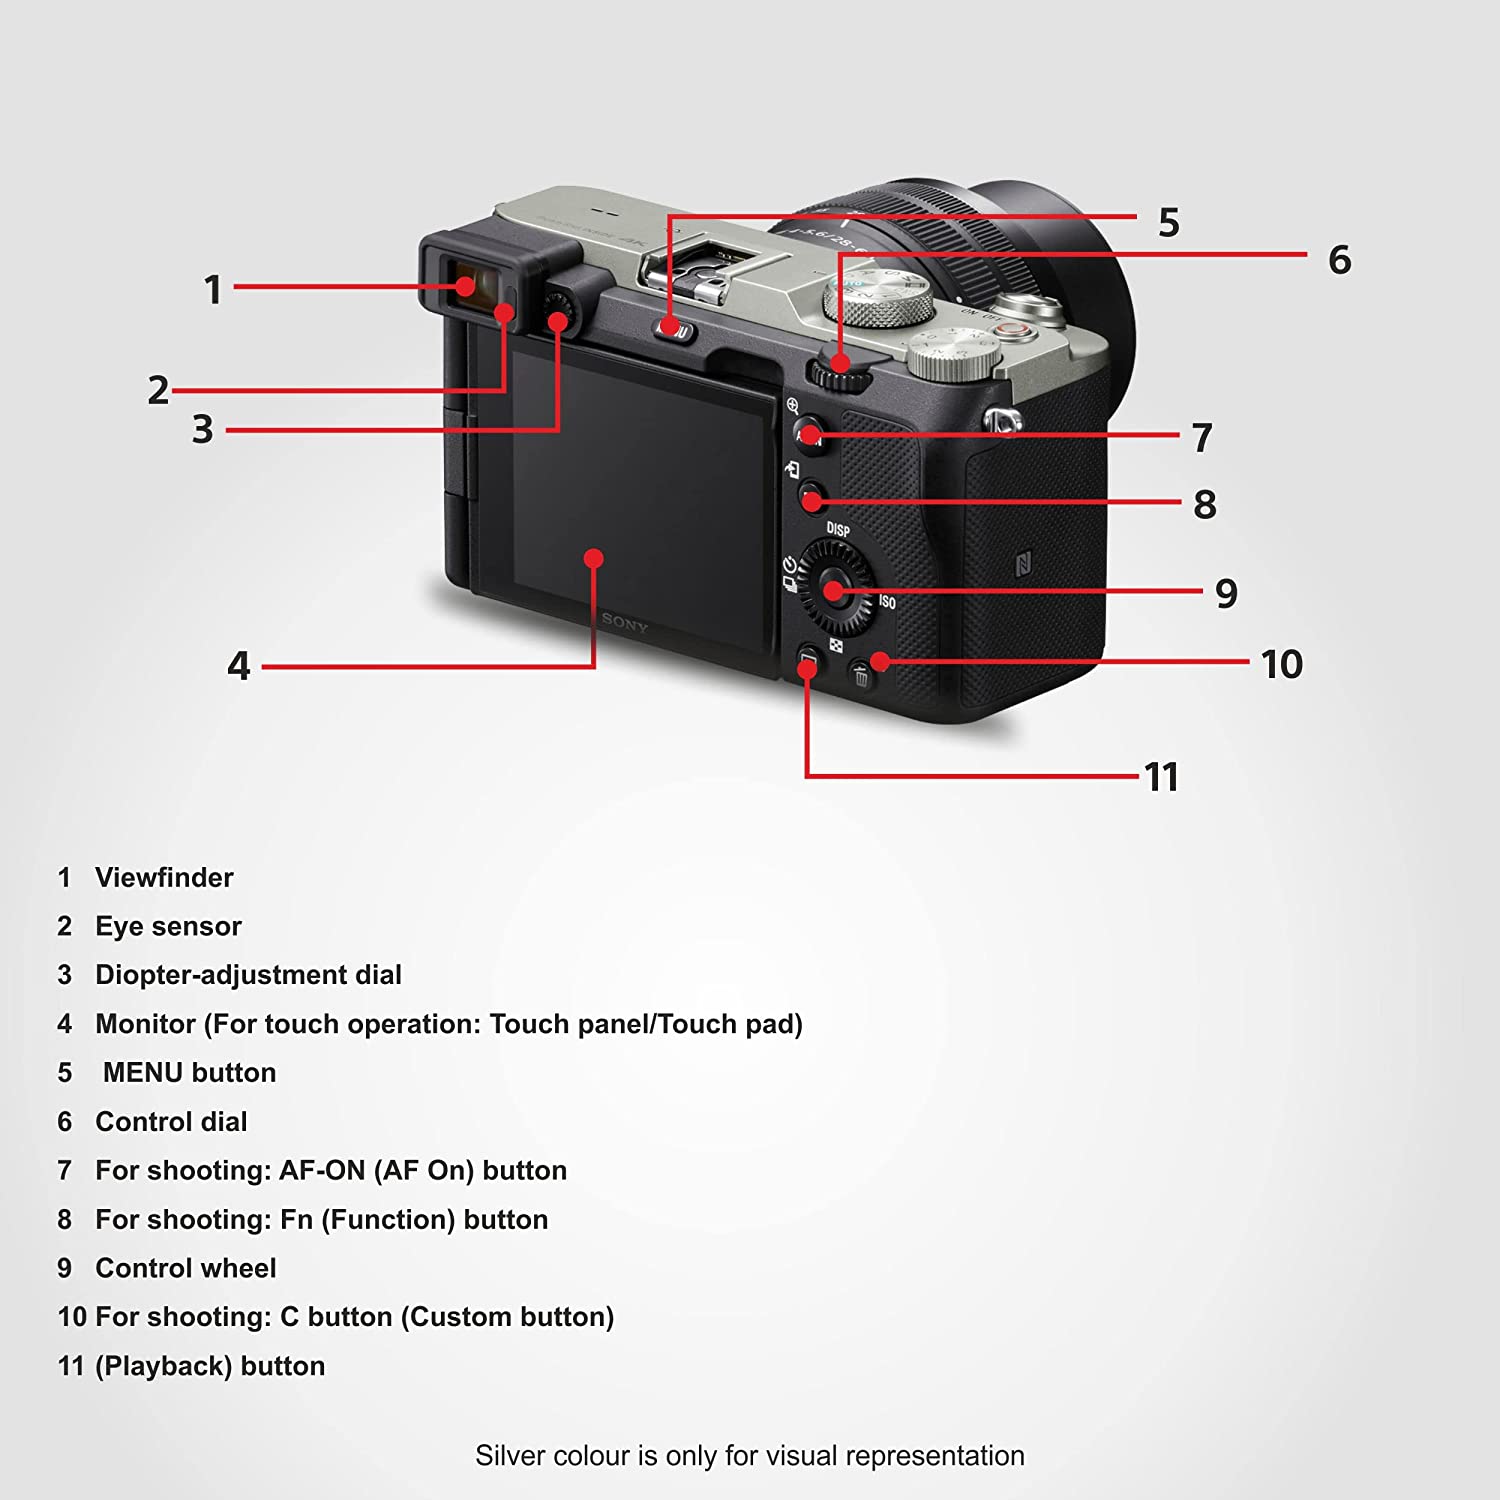 5
6
1
MENU
ON OFF
2
3
7
8
DISP
9
ISO
SONY
4
10
11
1 Viewfinder
2 Eye sensor
3 Diopter-adjustment dial
4 Monitor (For touch operation: Touch panel/Touch pad)
5 MENU button
6 Control dial
7 For shooting: AF-ON (AF On) button
8 For shooting: Fn (Function) button
9 Control wheel
10 For shooting: C button (Custom button)
11 (Playback) button
Silver colour is only for visual representation